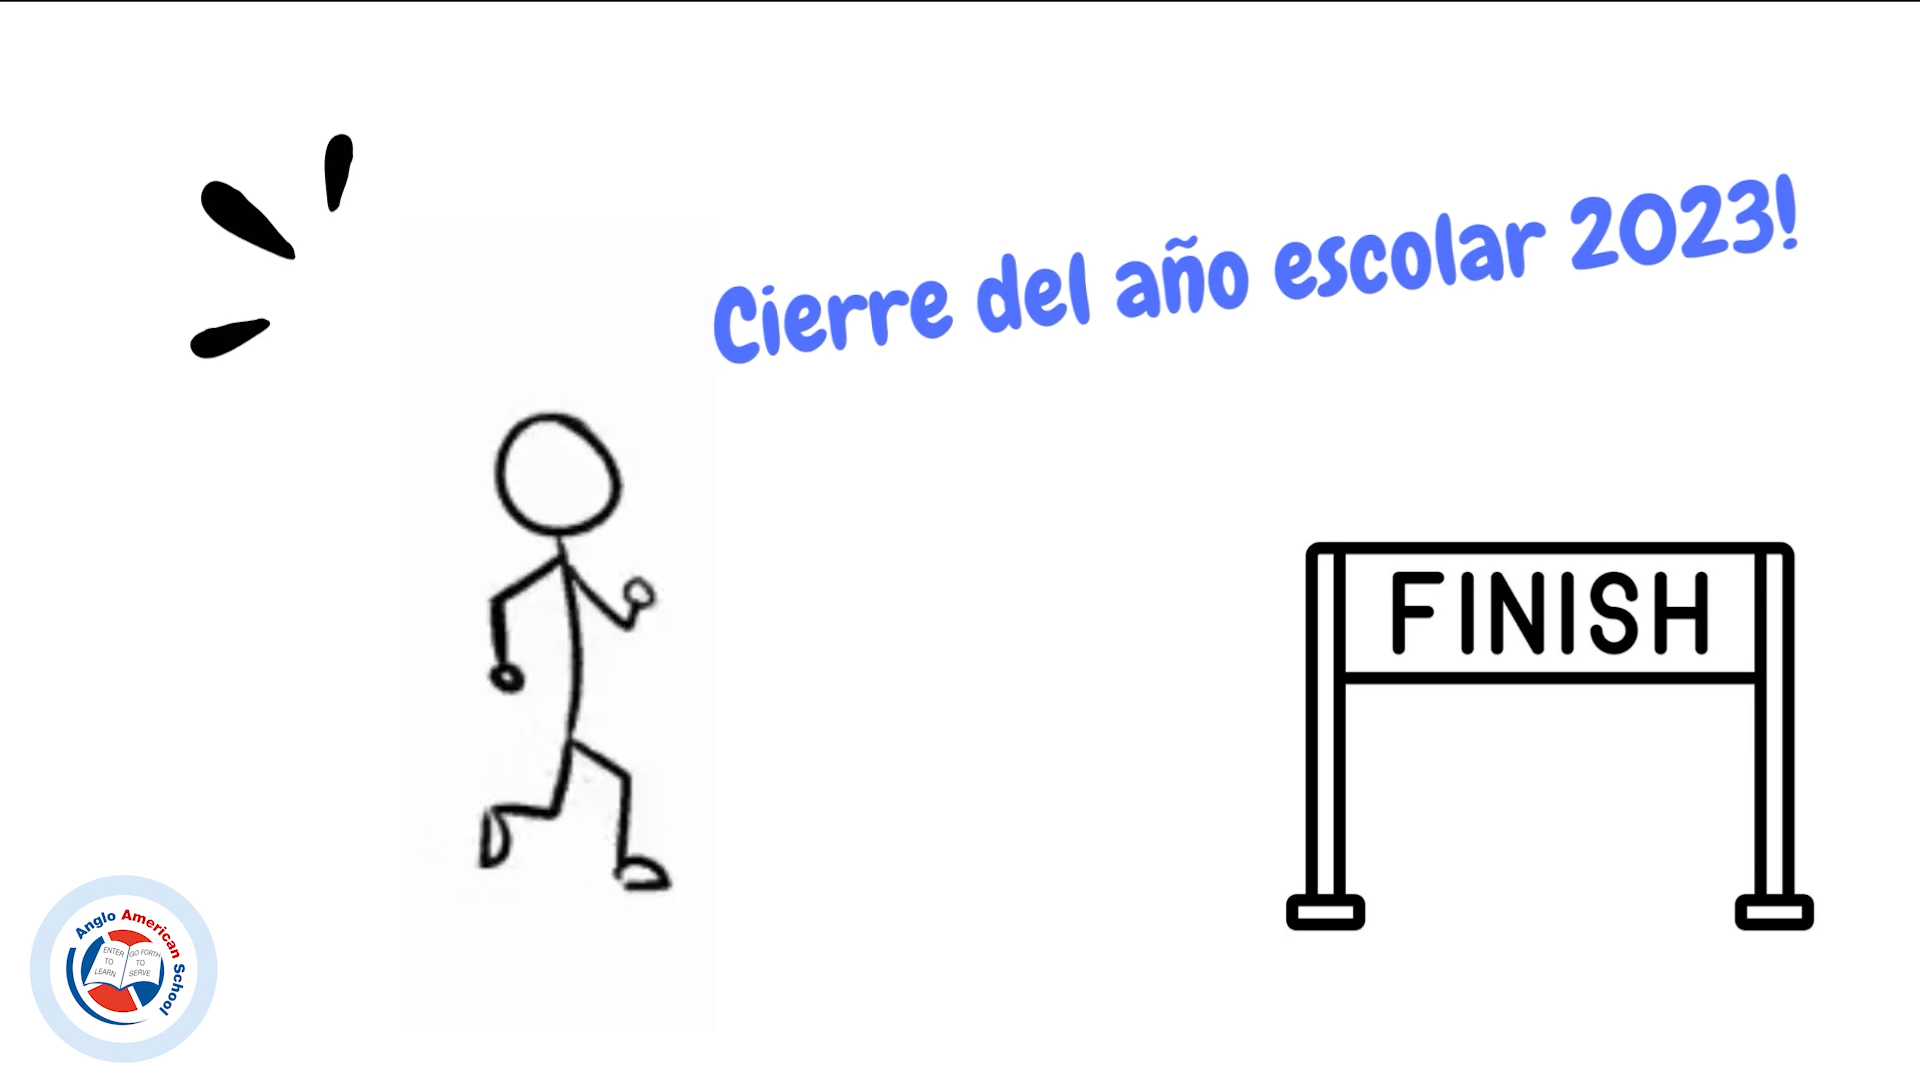 Cierre del año escolar 2023!
FINISH
Anglo American School
ENTER
TO
LEARN
GO FORTH
TO
SERVE